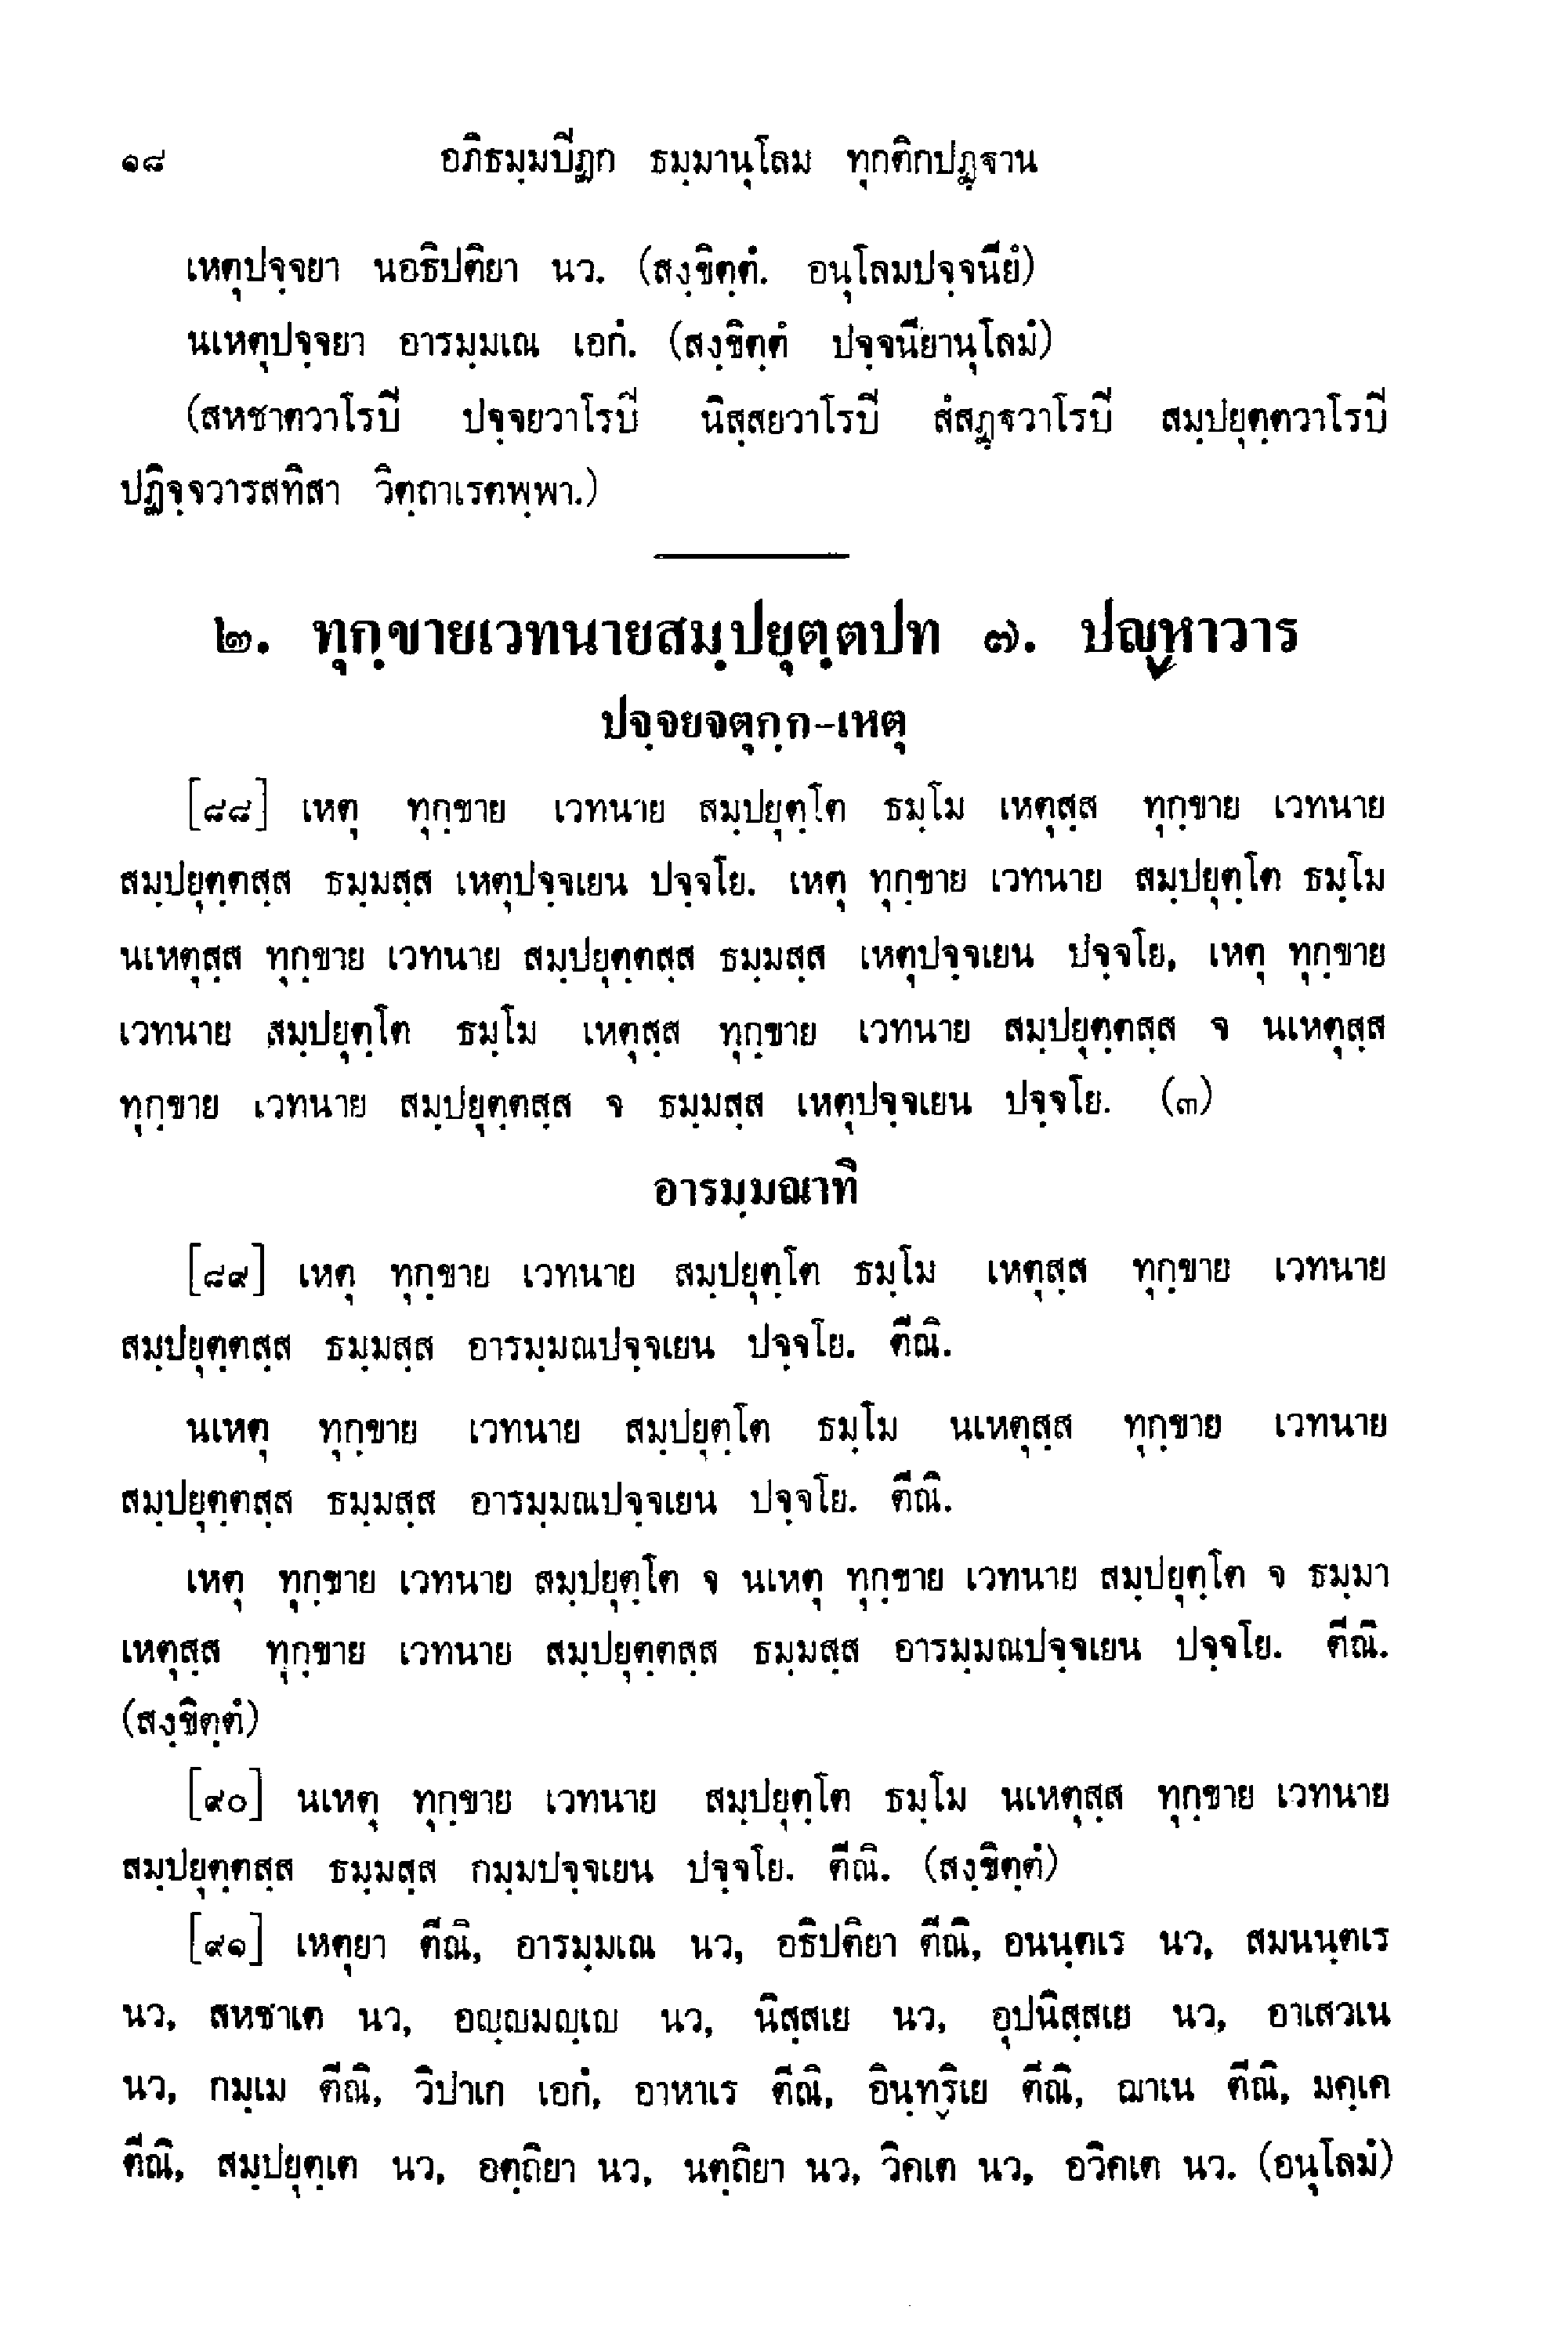 ๑๘ อภิธมฺมปิฏก ธมฺมานุโลม ทุกติกปฏฺฐาน
เหตุปจฺจยา นอธิปติยา นว. (สงฺขิตฺตํ. อนุโลมปจฺจนียํ)
นเหตุปจฺจยา อารมฺมเณ เอกํ. (สงฺขิตฺตํ ปจฺจนียานุโลมํ)
(สหชาตวาโรปิ ปจฺจยวาโรปิ นิสฺสยวาโรปิ สํสฏฺฐวาโรปิ สมฺปยุตฺตวาโรปิ
ปฏิจฺจวารสทิสา วิตฺถาเรตพฺพา.)
๒. ทุกฺขายเวทนายสมฺปยุตฺตปท ๗. ปญฺหาวาร
ปจฺจยจตุกฺก-เหตุ
[๘๘] เหตุ ทุกฺขาย เวทนาย สมฺปยุตฺโต ธมฺโม เหตุสฺส ทุกฺขาย เวทนาย
สมฺปยุตฺตสฺส ธมฺมสฺส เหตุปจฺจเยน ปจฺจโย. เหตุ ทุกฺขาย เวทนาย สมฺปยุตฺโต ธมฺโม
นเหตุสฺส ทุกฺขาย เวทนาย สมฺปยุตฺตสฺส ธมฺมสฺส เหตุปจฺจเยน ปจฺจโย, เหตุ ทุกฺขาย
เวทนาย สมฺปยุตฺโต ธมฺโม เหตุสฺส ทุกฺขาย เวทนาย สมฺปยุตฺตสฺส จ นเหตุสฺส
ทุกฺขาย เวทนาย สมฺปยุตฺตสฺส จ ธมฺมสฺส เหตุปจฺจเยน ปจฺจโย. (๓)
อารมฺมณาทิ
[๘๙] เหตุ ทุกฺขาย เวทนาย สมฺปยุตฺโต ธมฺโม เหตุสฺส ทุกฺขาย เวทนาย
สมฺปยุตฺตสฺส ธมฺมสฺส อารมฺมณปจฺจเยน ปจฺจโย. ตีณิ.
นเหตุ ทุกฺขาย เวทนาย สมฺปยุตฺโต ธมฺโม นเหตุสฺส ทุกฺขาย เวทนาย
สมฺปยุตฺตสฺส ธมฺมสฺส อารมฺมณปจฺจเยน ปจฺจโย. ตีณิ.
เหตุ ทุกฺขาย เวทนาย สมฺปยุตฺโต จ นเหตุ ทุกฺขาย เวทนาย สมฺปยุตฺโต จ ธมฺมา
เหตุสฺส ทุกฺขาย เวทนาย สมฺปยุตฺตสฺส ธมฺมสฺส อารมฺมณปจฺจเยน ปจฺจโย. ตีณิ.
(สงฺขิตฺตํ)
[๙๐] นเหตุ ทุกฺขาย เวทนาย สมฺปยุตฺโต ธมฺโม นเหตุสฺส ทุกฺขาย เวทนาย
สมฺปยุตฺตสฺส ธมฺมสฺส กมฺมปจฺจเยน ปจฺจโย. ตีณิ. (สงฺขิตฺตํ)
[๙๑] เหตุยา ตีณิ, อารมฺมเณ นว, อธิปติยา ตีณิ, อนนฺตเร นว, สมนนฺตเร
นว, สหชาเต นว, อญฺญมญฺเญ นว, นิสฺสเย นว, อุปนิสฺสเย นว, อาเสวเน
นว, กมฺเม ตีณิ, วิปาเก เอกํ, อาหาเร ตีณิ, อินฺทฺริเย ตีณิ, ฌาเน ตีณิ, มคฺเค
ตีณิ, สมฺปยุตฺเต นว, อตฺถิยา นว, นตฺถิยา นว, วิคเต นว, อวิคเต นว. (อนุโลมํ)